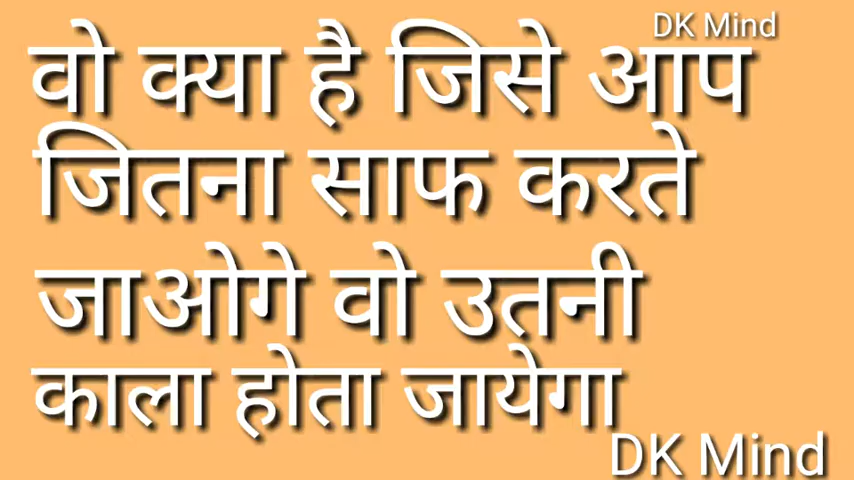 DK Mind
वो क्या है जिसे आप
जितना साफ करते
जाओगे वो उतनी
काला होता जायेगा
DK Mind